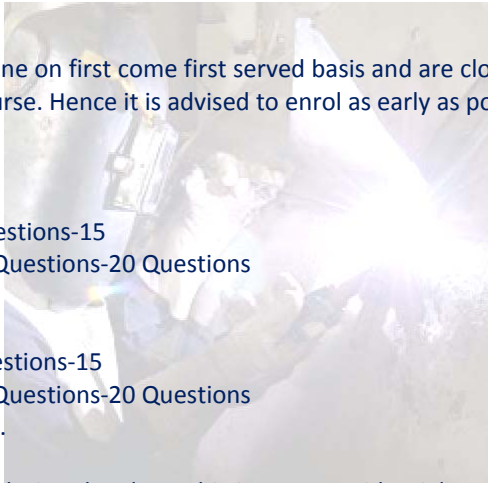 ne on first come first served basis and are clo
urse. Hence it is advised to enrol as early as po
estions-15
Questions-20 Questions
estions-15
Questions-20 Questions
.